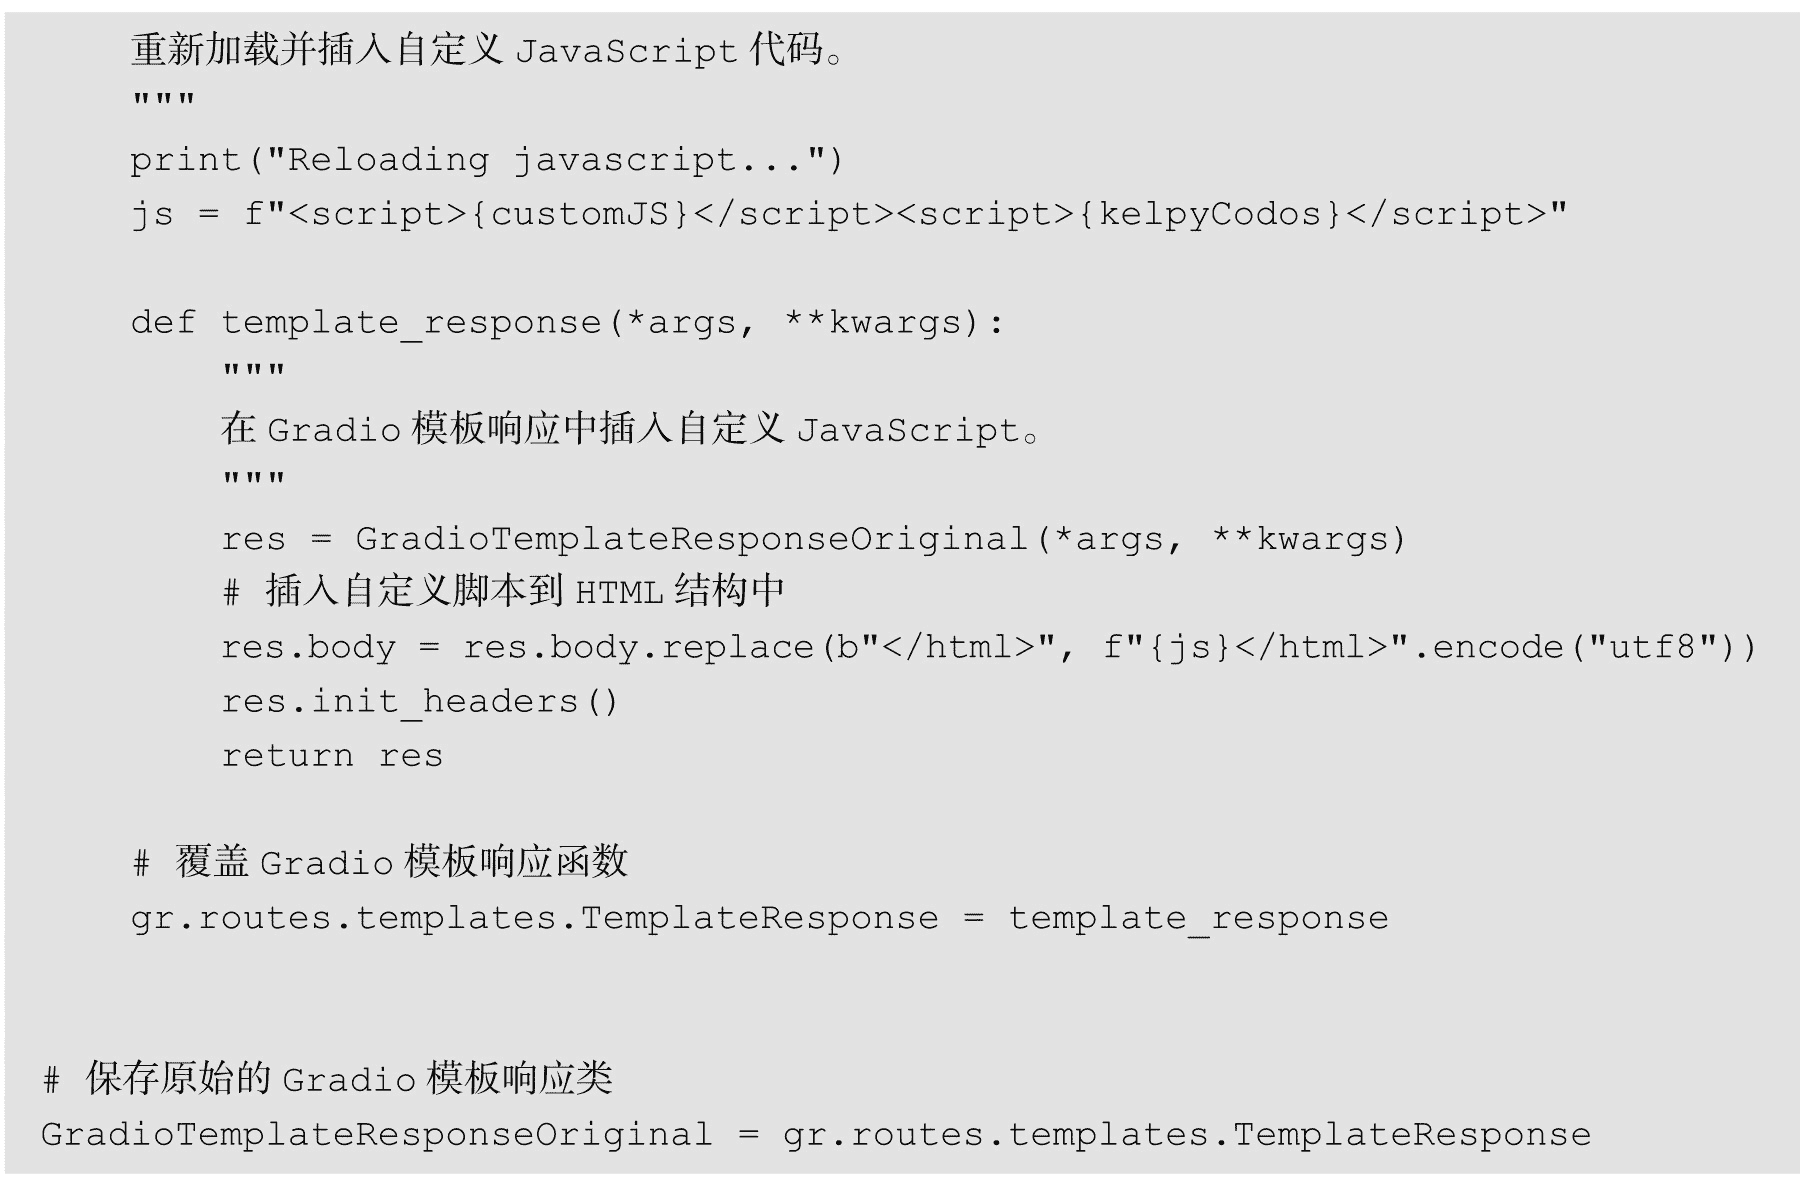 重新加载并插入自定义 JavaScript 代码。
    """
    print("Reloading javascript...")
    js = f"<script>{customJS}</script><script>{kelpyCodos}</script>"

    def template_response(*args, **kwargs):
        """
        在 Gradio 模板响应中插入自定义 JavaScript。
        """
        res = GradioTemplateResponseOriginal(*args, **kwargs)
        # 插入自定义脚本到 HTML 结构中
        res.body = res.body.replace(b"</html>", f"{js}</html>".encode("utf8"))
        res.init_headers()
        return res

    # 覆盖 Gradio 模板响应函数
    gr.routes.templates.TemplateResponse = template_response


# 保存原始的 Gradio 模板响应类
GradioTemplateResponseOriginal = gr.routes.templates.TemplateResponse